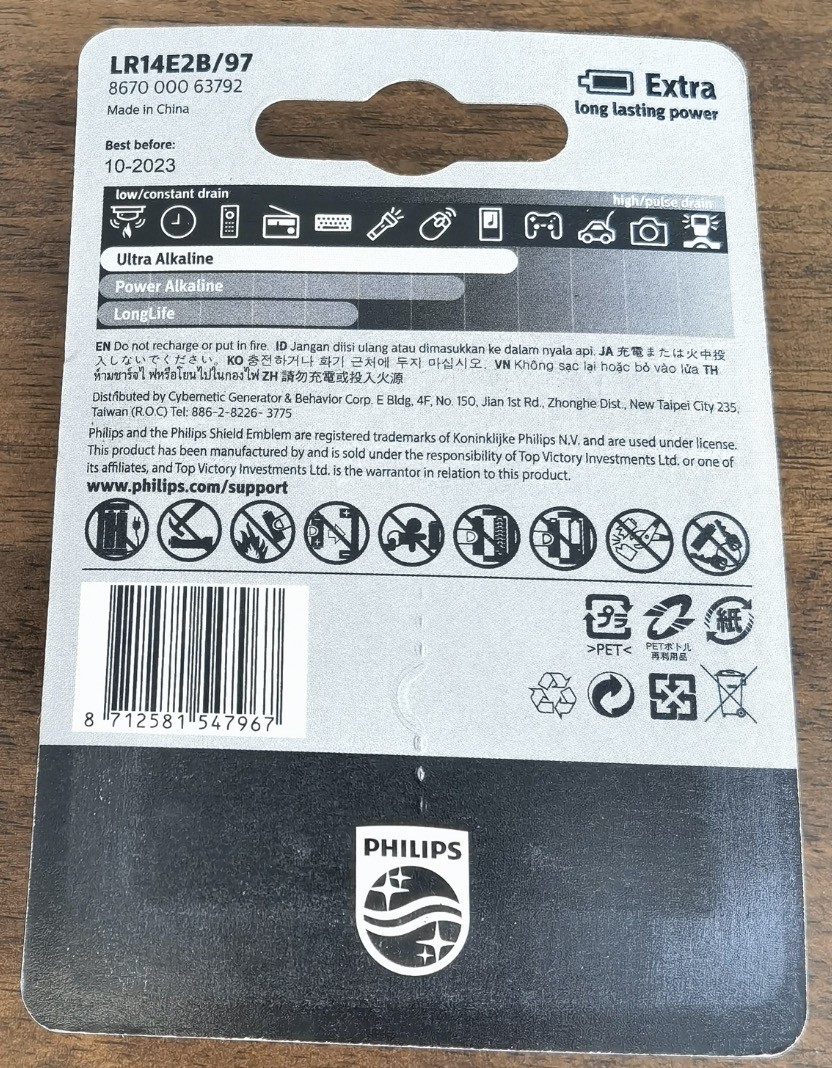 LR14E2B/97
8670 000 63792
Made in China
Extra
long lasting power
Best before:
10-2023
low/constant drain
high/pulse drain
Ultra Alkaline
Power Alkaline
LongLife
EN Do not recharge or put in fire. ID Jangan diisi ulang atau dimasukkan ke dalam nyala api. JA 充電または火中投
入しないでください。 KO 충전하거나 화기 근처에 두지 마십시오. VN Không sạc lại hoặc bỏ vào lửa TH
ห้ามชาร์จไฟหรือโยนไปในกองไฟ ZH 請勿充電或投入火源
Distributed by Cybernetic Generator & Behavior Corp. E Bldg, 4F, No. 150, Jian 1st Rd., Zhonghe Dist., New Taipei City 235,
Taiwan (R.O.C) Tel: 886-2-8226- 3775
Philips and the Philips Shield Emblem are registered trademarks of Koninklijke Philips N.V. and are used under license.
This product has been manufactured by and is sold under the responsibility of Top Victory Investments Ltd. or one of
its affiliates, and Top Victory Investments Ltd. is the warrantor in relation to this product.
www.philips.com/support
プラ
>PET<
PETボトル
再利用品
紙
8 712581 547967
PHILIPS